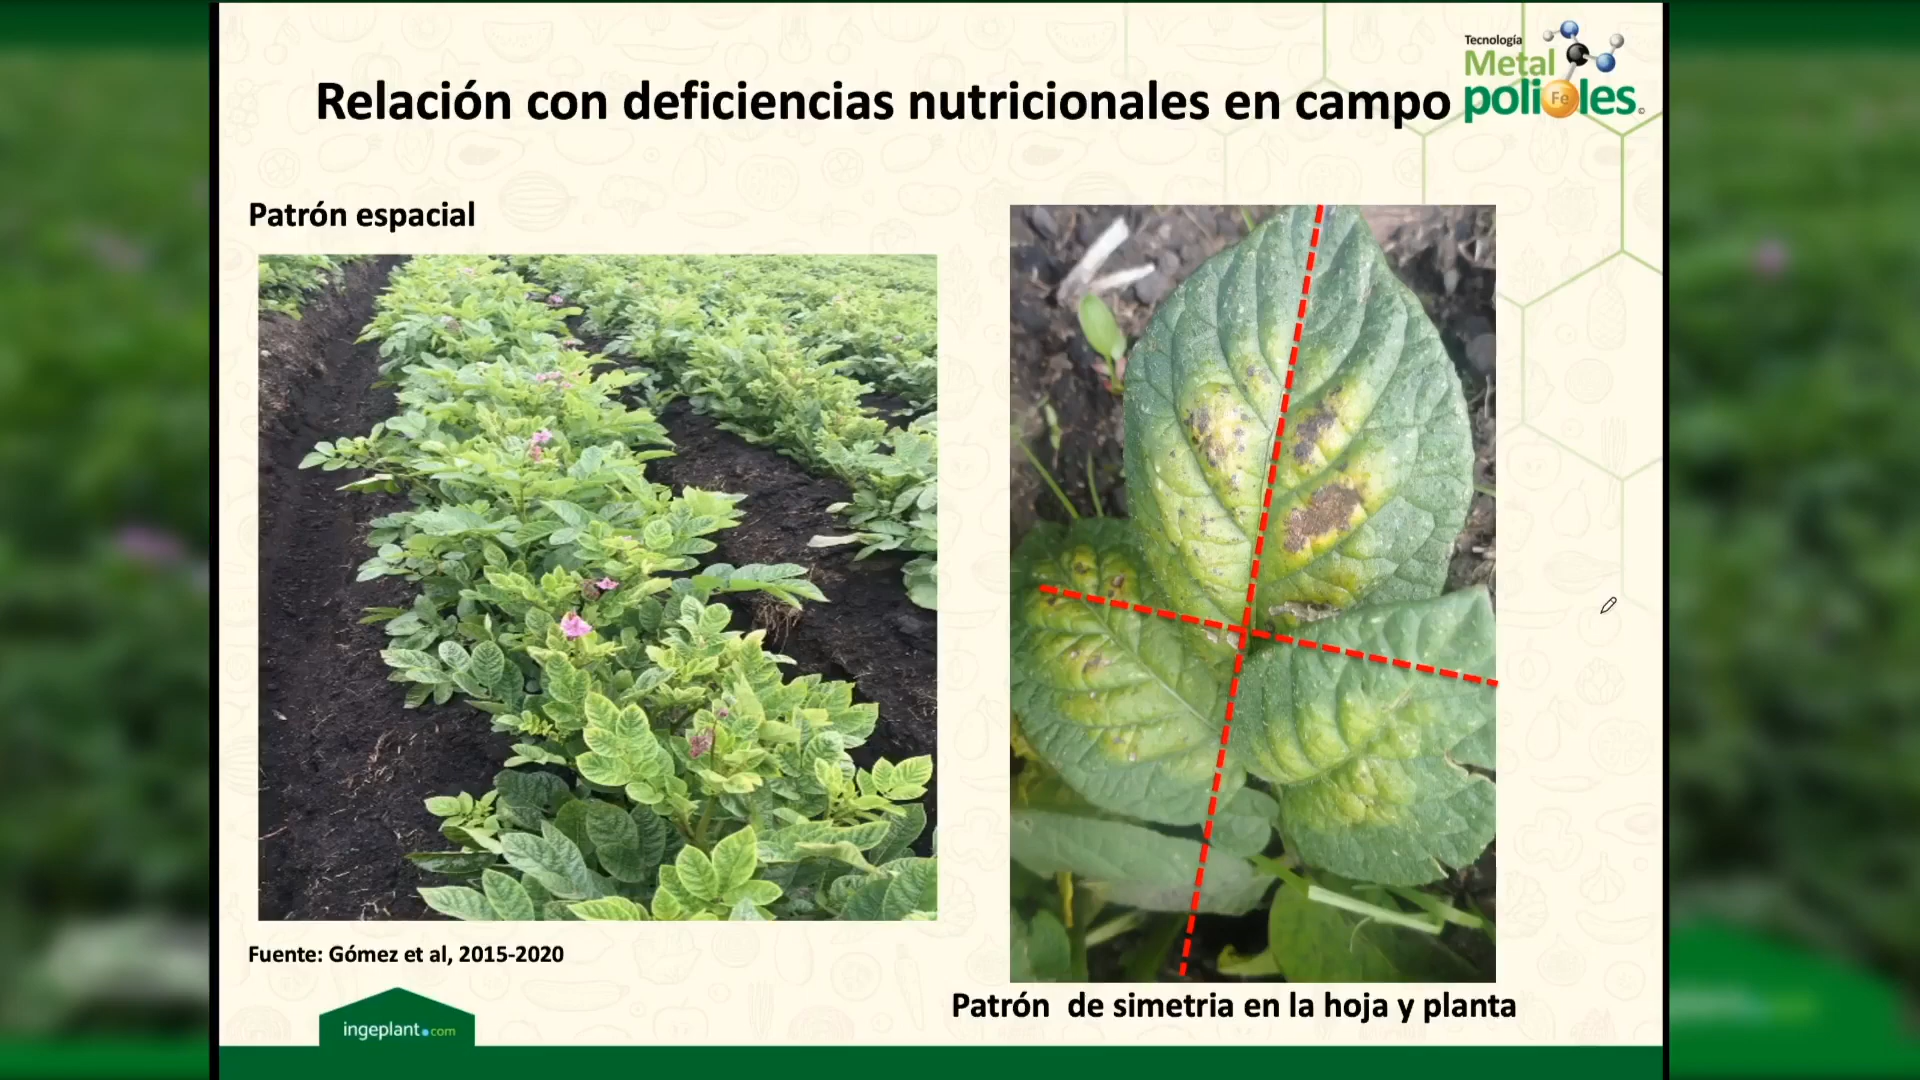 Relación con deficiencias nutricionales en campo
Tecnología
Metal
polioles
Fe
©
Patrón espacial
Fuente: Gómez et al, 2015-2020
Patrón  de simetria en la hoja y planta
ingeplant.com